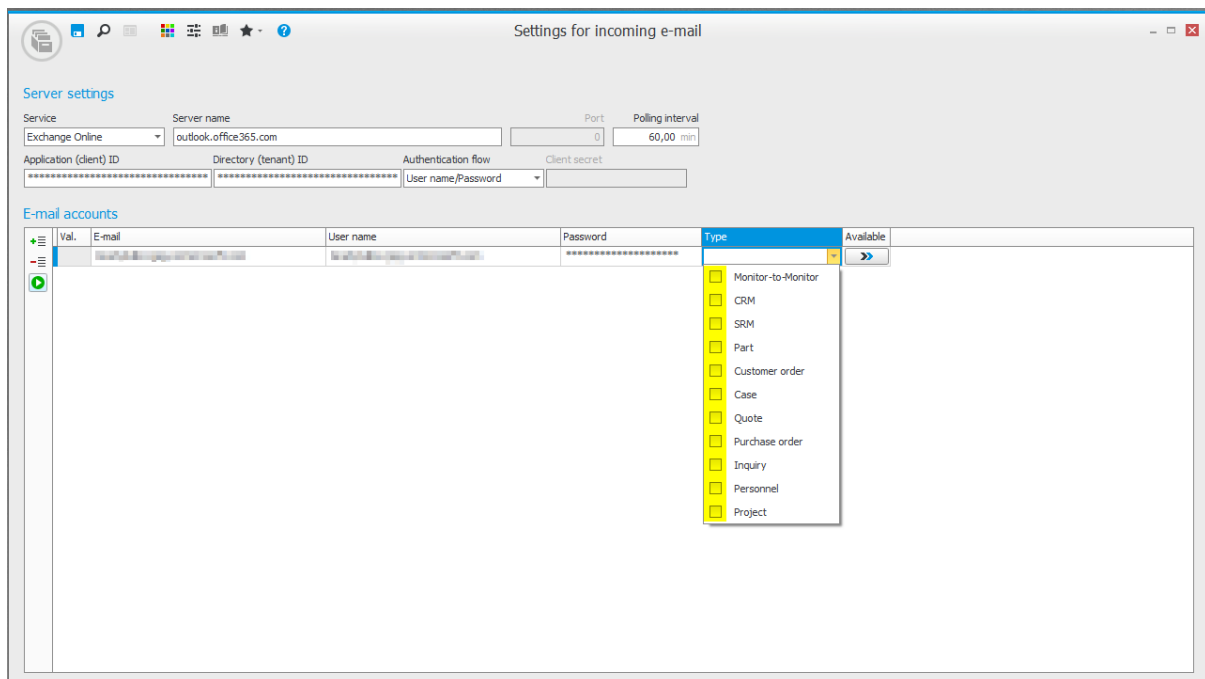 Settings for incoming e-mail
Server settings
Service Server name Port Polling interval
Exchange Online outlook.office365.com 0 60,00 min
Application (client) ID Directory (tenant) ID Authentication flow Client secret
******************************** ******************************** User name/Password
E-mail accounts
Val. E-mail User name Password Type Available
********************
Monitor-to-Monitor
CRM
SRM
Part
Customer order
Case
Quote
Purchase order
Inquiry
Personnel
Project